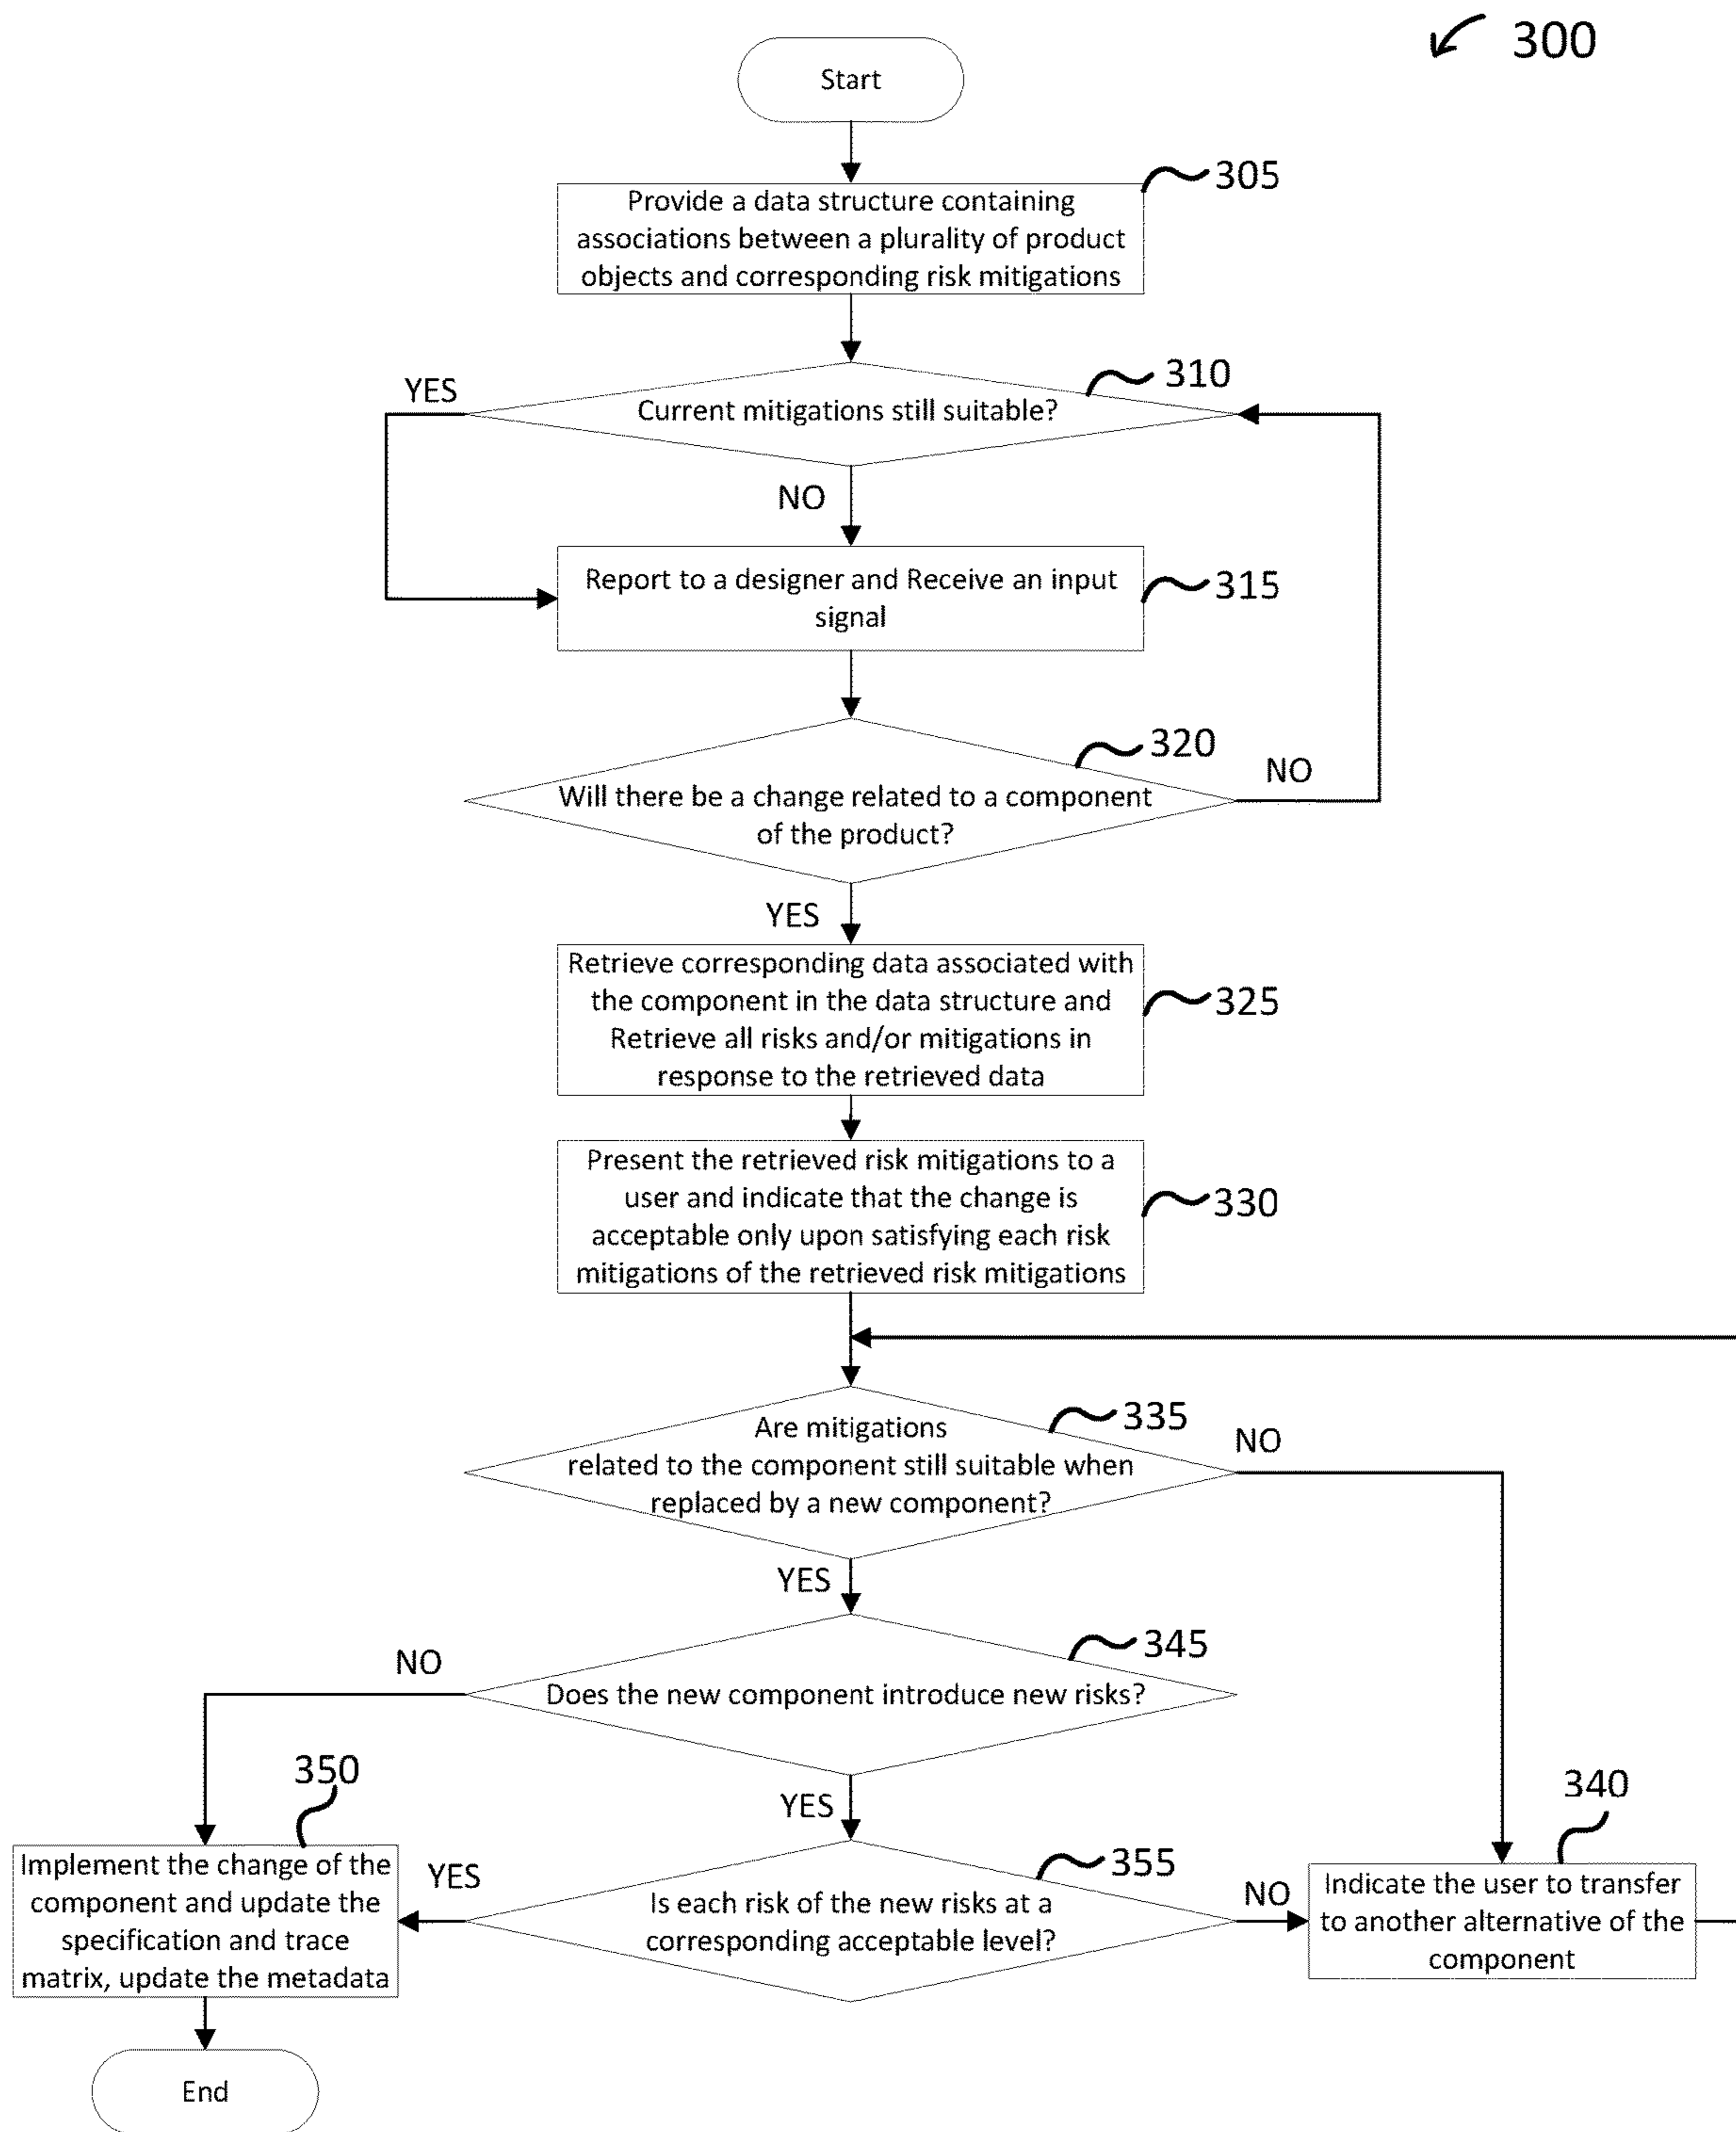 300
Start
305
Provide a data structure containing
associations between a plurality of product
objects and corresponding risk mitigations
310
YES
Current mitigations still suitable?
NO
Report to a designer and Receive an input
signal
315
320
NO
Will there be a change related to a component
of the product?
YES
Retrieve corresponding data associated with
the component in the data structure and
Retrieve all risks and/or mitigations in
response to the retrieved data
325
Present the retrieved risk mitigations to a
user and indicate that the change is
acceptable only upon satisfying each risk
mitigations of the retrieved risk mitigations
330
335
NO
Are mitigations
related to the component still suitable when
replaced by a new component?
YES
345
NO
Does the new component introduce new risks?
YES
350
340
355
Implement the change of the
component and update the
specification and trace
matrix, update the metadata
YES
Is each risk of the new risks at a
corresponding acceptable level?
NO
Indicate the user to transfer
to another alternative of the
component
End